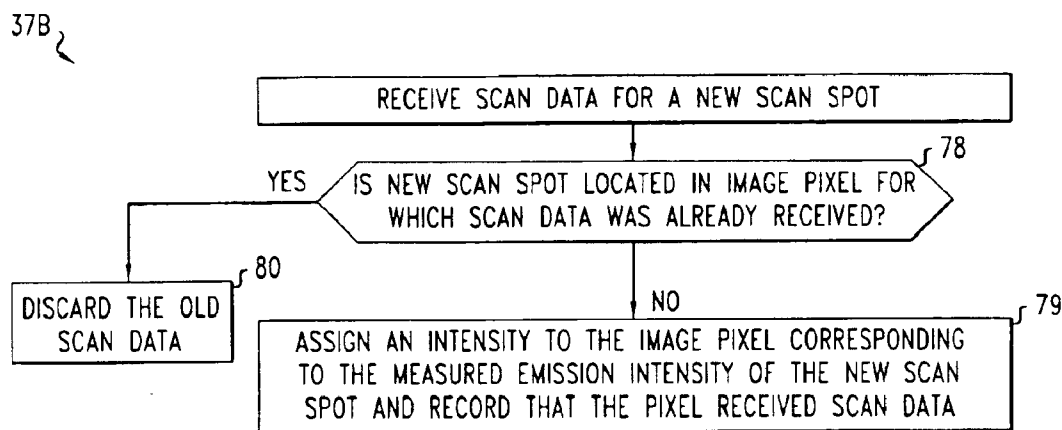 37B
RECEIVE SCAN DATA FOR A NEW SCAN SPOT
78
YES
IS NEW SCAN SPOT LOCATED IN IMAGE PIXEL FOR
WHICH SCAN DATA WAS ALREADY RECEIVED?
80
DISCARD THE OLD
SCAN DATA
NO
79
ASSIGN AN INTENSITY TO THE IMAGE PIXEL CORRESPONDING
TO THE MEASURED EMISSION INTENSITY OF THE NEW SCAN
SPOT AND RECORD THAT THE PIXEL RECEIVED SCAN DATA